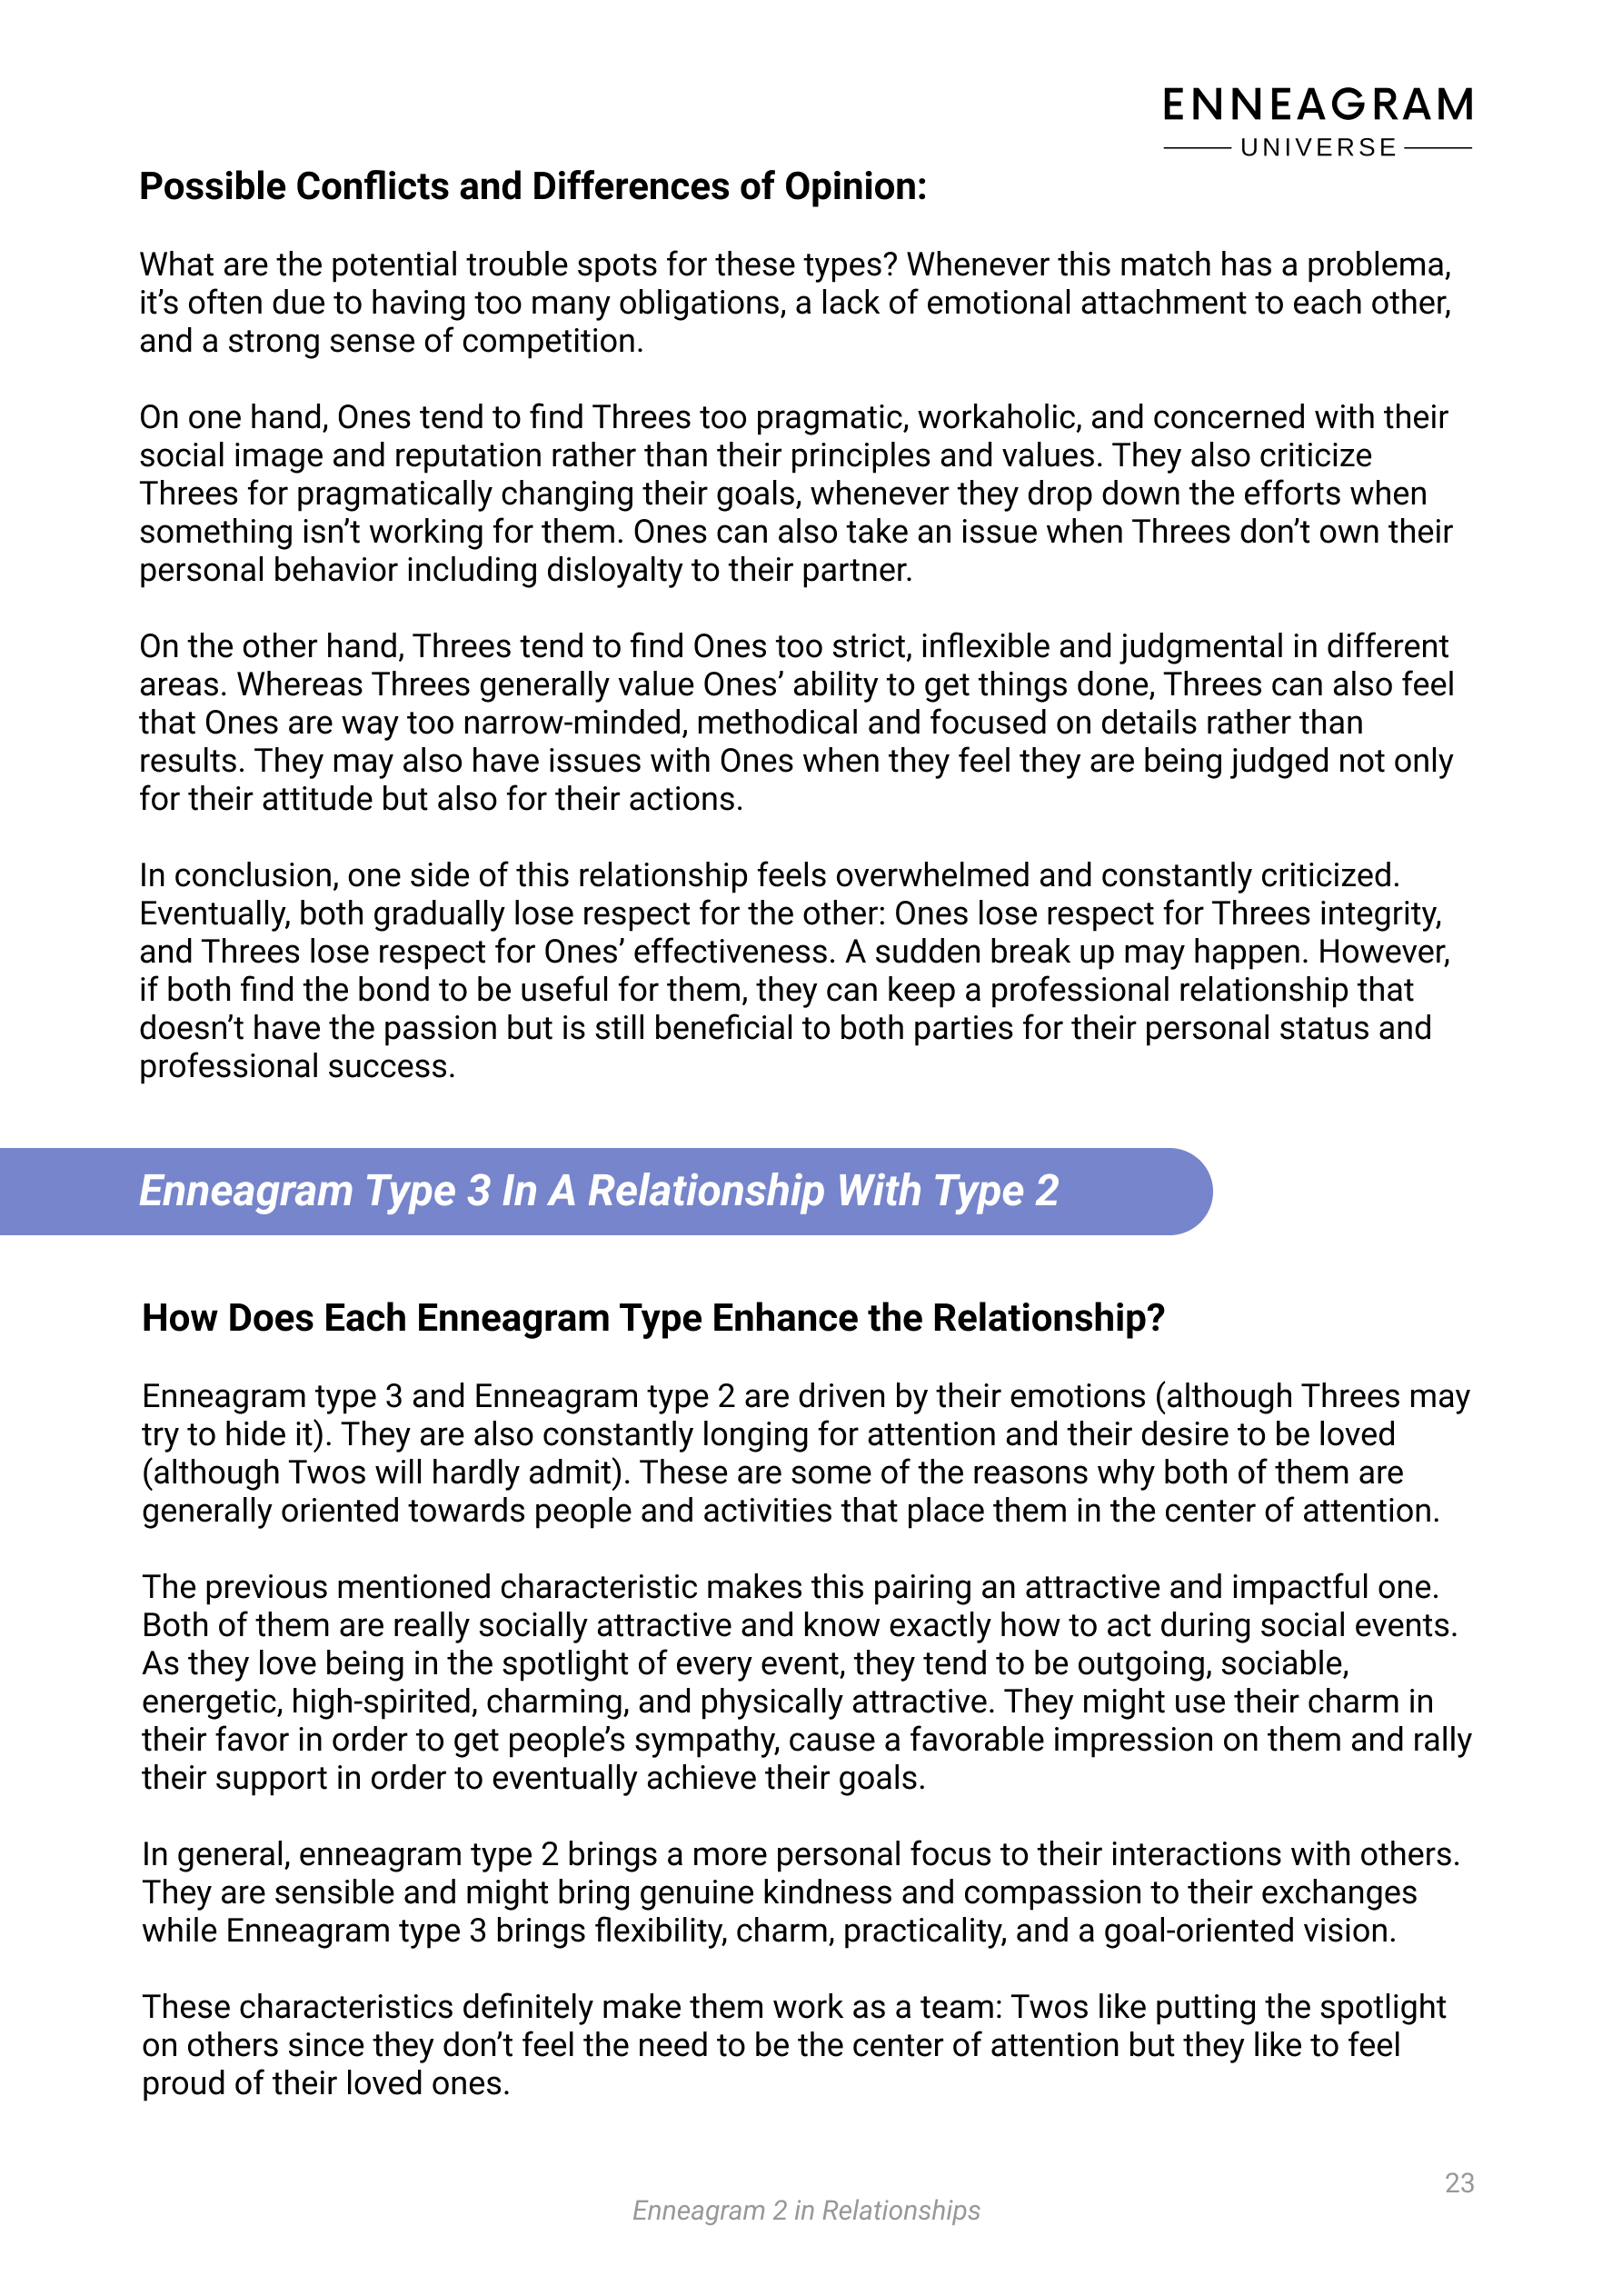 ENNEAGRAM
UNIVERSE
Possible Conflicts and Differences of Opinion:
What are the potential trouble spots for these types? Whenever this match has a problema,
it’s often due to having too many obligations, a lack of emotional attachment to each other,
and a strong sense of competition.
On one hand, Ones tend to find Threes too pragmatic, workaholic, and concerned with their
social image and reputation rather than their principles and values. They also criticize
Threes for pragmatically changing their goals, whenever they drop down the efforts when
something isn’t working for them. Ones can also take an issue when Threes don’t own their
personal behavior including disloyalty to their partner.
On the other hand, Threes tend to find Ones too strict, inflexible and judgmental in different
areas. Whereas Threes generally value Ones’ ability to get things done, Threes can also feel
that Ones are way too narrow-minded, methodical and focused on details rather than
results. They may also have issues with Ones when they feel they are being judged not only
for their attitude but also for their actions.
In conclusion, one side of this relationship feels overwhelmed and constantly criticized.
Eventually, both gradually lose respect for the other: Ones lose respect for Threes integrity,
and Threes lose respect for Ones’ effectiveness. A sudden break up may happen. However,
if both find the bond to be useful for them, they can keep a professional relationship that
doesn’t have the passion but is still beneficial to both parties for their personal status and
professional success.
Enneagram Type 3 In A Relationship With Type 2
How Does Each Enneagram Type Enhance the Relationship?
Enneagram type 3 and Enneagram type 2 are driven by their emotions (although Threes may
try to hide it). They are also constantly longing for attention and their desire to be loved
(although Twos will hardly admit). These are some of the reasons why both of them are
generally oriented towards people and activities that place them in the center of attention.
The previous mentioned characteristic makes this pairing an attractive and impactful one.
Both of them are really socially attractive and know exactly how to act during social events.
As they love being in the spotlight of every event, they tend to be outgoing, sociable,
energetic, high-spirited, charming, and physically attractive. They might use their charm in
their favor in order to get people’s sympathy, cause a favorable impression on them and rally
their support in order to eventually achieve their goals.
In general, enneagram type 2 brings a more personal focus to their interactions with others.
They are sensible and might bring genuine kindness and compassion to their exchanges
while Enneagram type 3 brings flexibility, charm, practicality, and a goal-oriented vision.
These characteristics definitely make them work as a team: Twos like putting the spotlight
on others since they don’t feel the need to be the center of attention but they like to feel
proud of their loved ones.
23
Enneagram 2 in Relationships